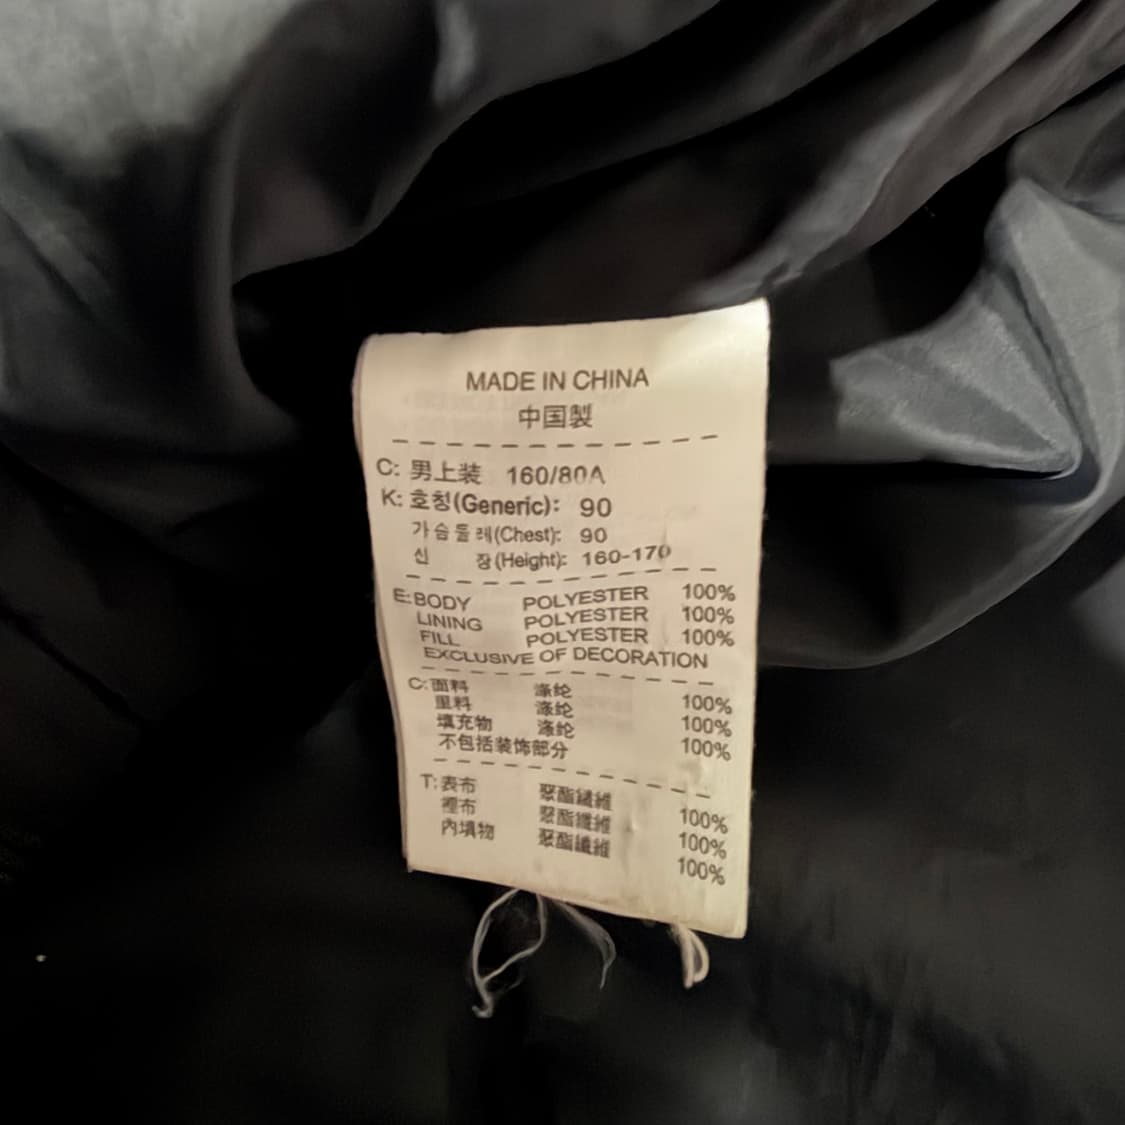 MADE IN CHINA
中国製
C: 男上装 160/80A
K: 호칭(Generic): 90
가슴둘레(Chest): 90
신 장(Height): 160-170
E: BODY POLYESTER 100%
LINING POLYESTER 100%
FILL POLYESTER 100%
EXCLUSIVE OF DECORATION
C: 面料 涤纶 100%
里料 涤纶 100%
填充物 涤纶 100%
不包括装饰部分
T: 表布 聚酯纖維 100%
裡布 聚酯纖維 100%
內填物 聚酯纖維 100%